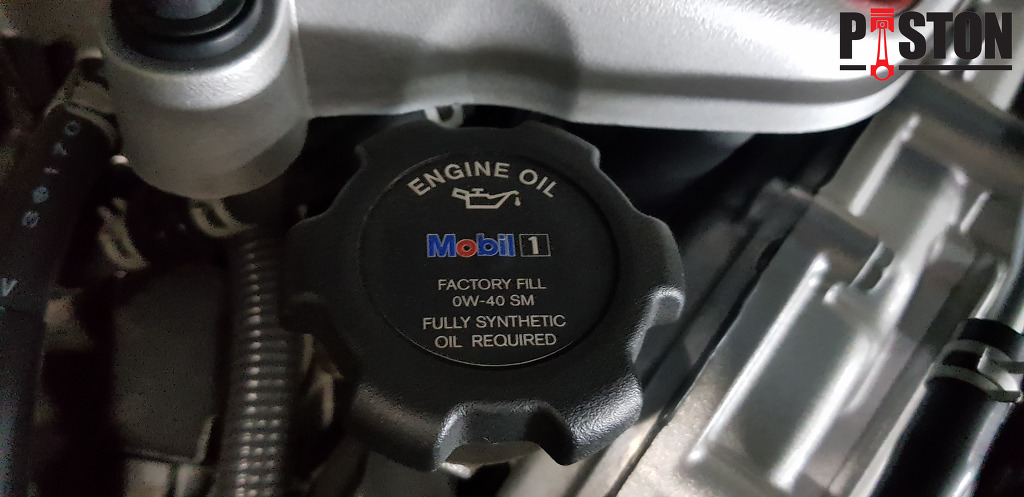 PISTON
ENGINE OIL
Mobil 1
FACTORY FILL
0W-40 SM
FULLY SYNTHETIC
OIL REQUIRED